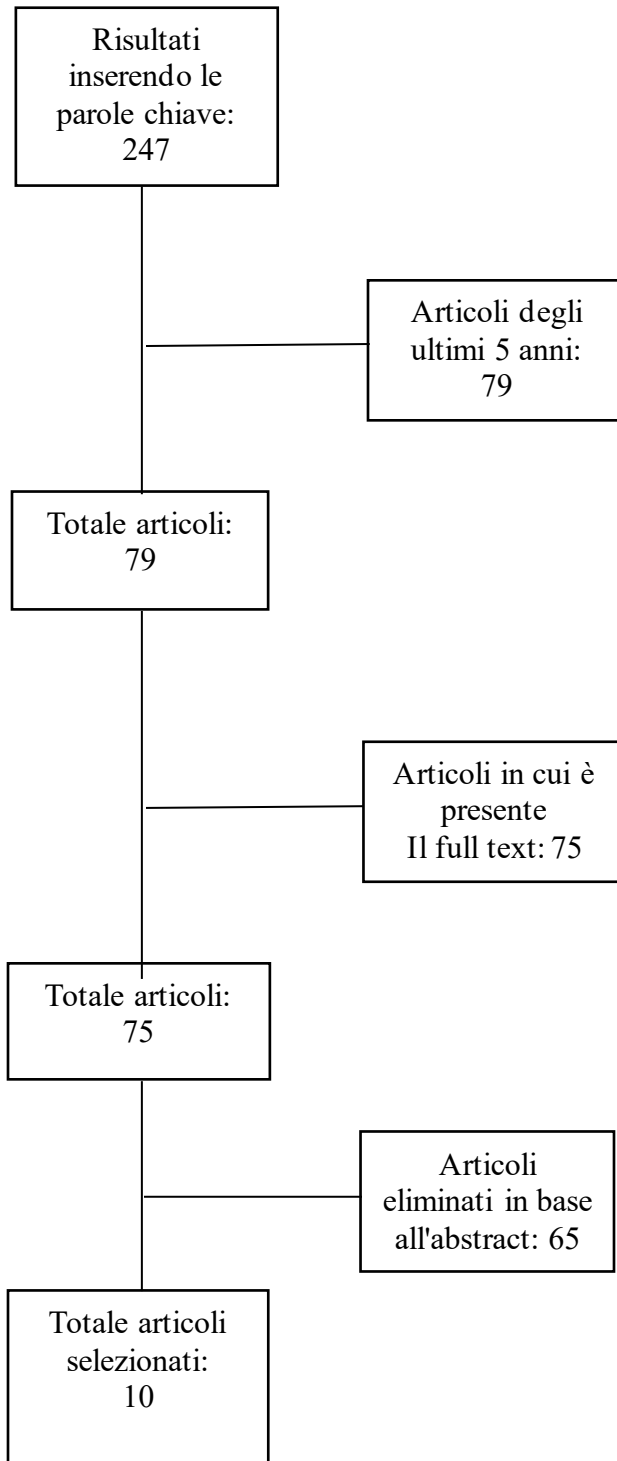 Risultati
inserendo le
parole chiave:
247
Articoli degli
ultimi 5 anni:
79
Totale articoli:
79
Articoli in cui è
presente
Il full text: 75
Totale articoli:
75
Articoli
eliminati in base
all'abstract: 65
Totale articoli
selezionati:
10